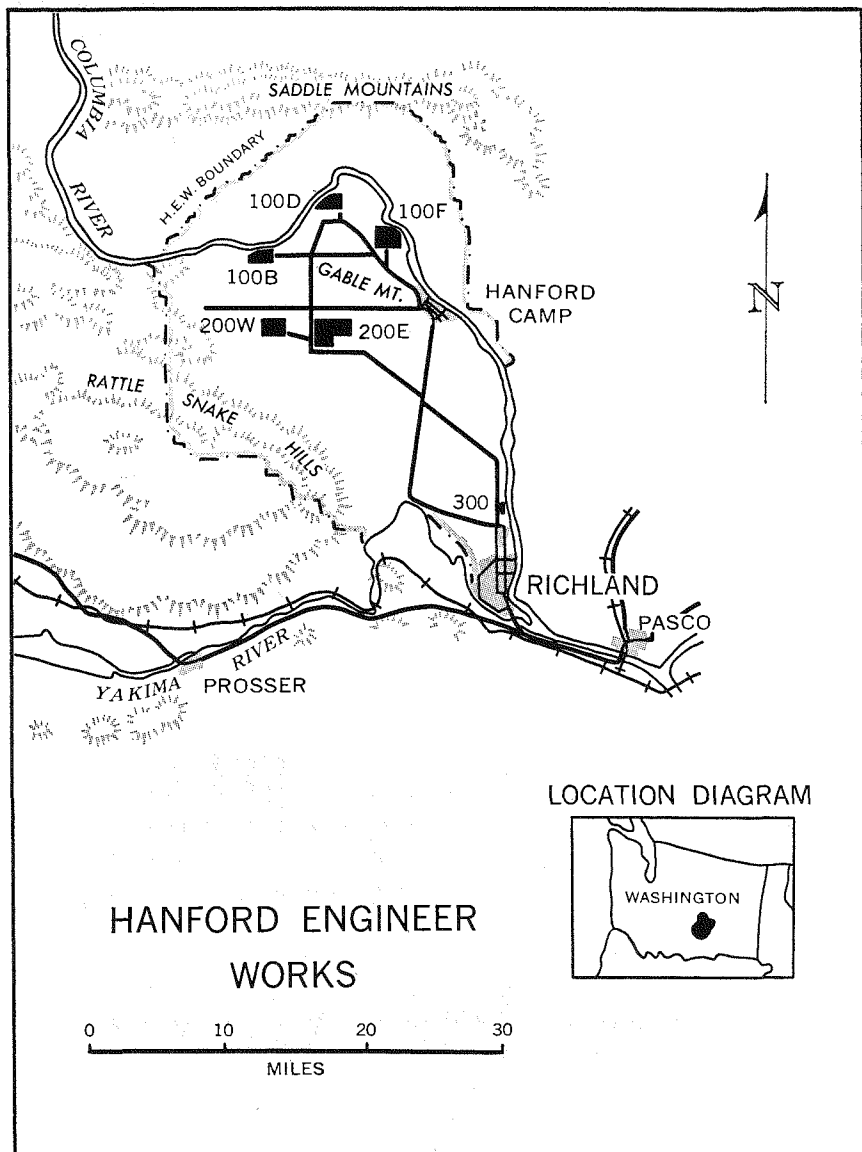 COLUMBIA
RIVER
SADDLE MOUNTAINS
H.E.W. BOUNDARY
100D
100F
100B
GABLE MT.
HANFORD
CAMP
N
200W
200E
RATTLE
SNAKE
HILLS
300
RICHLAND
PASCO
YAKIMA
RIVER
PROSSER
LOCATION DIAGRAM
WASHINGTON
HANFORD ENGINEER
WORKS
0 10 20 30
MILES